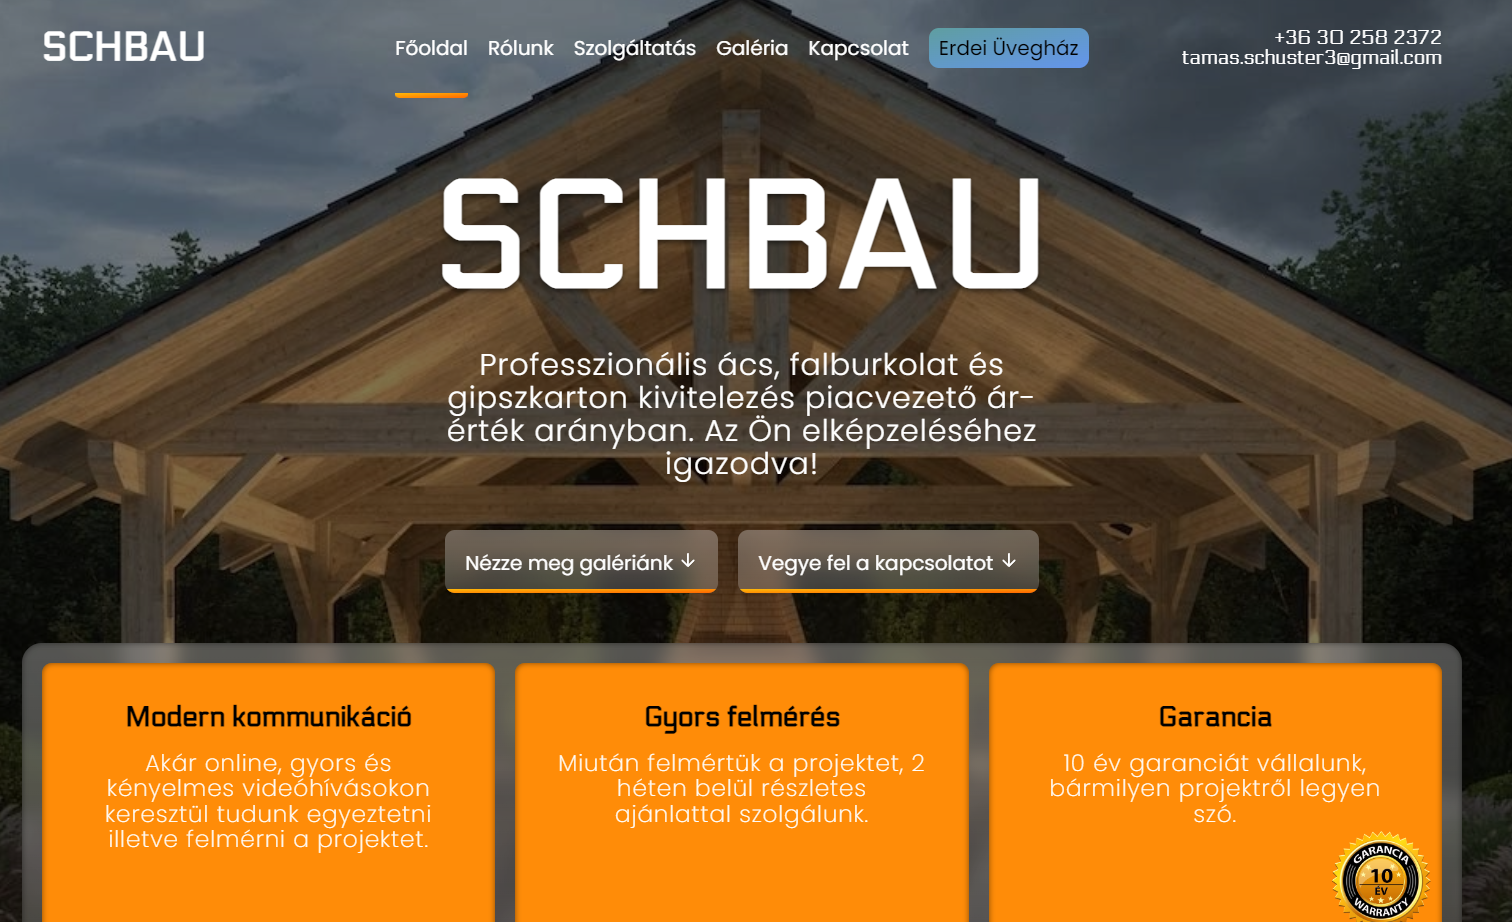 SCHBAU
Főoldal Rólunk Szolgáltatás Galéria Kapcsolat Erdei Üvegház
+36 30 258 2372
tamas.schuster3@gmail.com
SCHBAU
Professzionális ács, falburkolat és
gipszkarton kivitelezés piacvezető ár-
érték arányban. Az Ön elképzeléséhez
igazodva!
Nézze meg galériánk ↓
Vegye fel a kapcsolatot ↓
Modern kommunikáció
Akár online, gyors és
kényelmes videóhívásokon
keresztül tudunk egyeztetni
illetve felmérni a projektet.
Gyors felmérés
Miután felmértük a projektet, 2
héten belül részletes
ajánlattal szolgálunk.
Garancia
10 év garanciát vállalunk,
bármilyen projektről legyen
szó.
GARANCIA
10
ÉV
WARRANTY